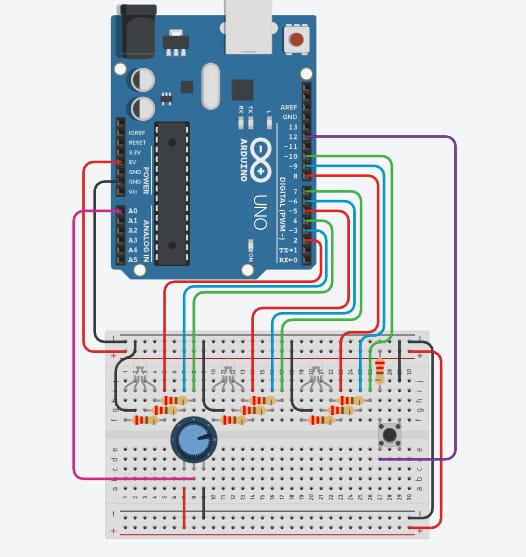 AREF
GND
13
12
~11
~10
~9
8
7
~6
~5
4
~3
2
TX→1
RX←0
DIGITAL (PWM~)
L
TX
RX
ARDUINO
UNO
ON
IOREF
RESET
3.3V
5V
GND
GND
Vin
POWER
A0
A1
A2
A3
A4
A5
ANALOG IN
- -
+ +
j j
i i
h h
g g
f f
e e
d d
c c
b b
a a
- -
+ +